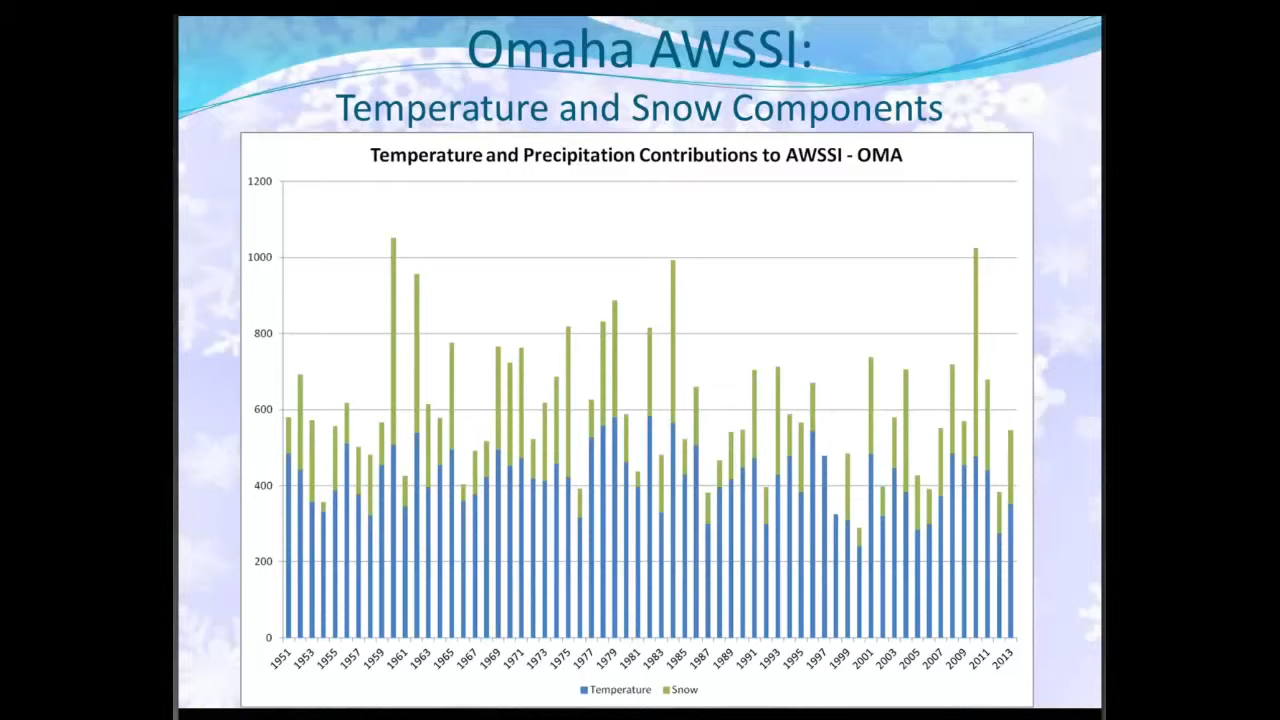 Omaha AWSSI:
Temperature and Snow Components
Temperature and Precipitation Contributions to AWSSI - OMA
1200
1000
800
600
400
200
0
1951 1953 1955 1957 1959 1961 1963 1965 1967 1969 1971 1973 1975 1977 1979 1981 1983 1985 1987 1989 1991 1993 1995 1997 1999 2001 2003 2005 2007 2009 2011 2013
Temperature Snow